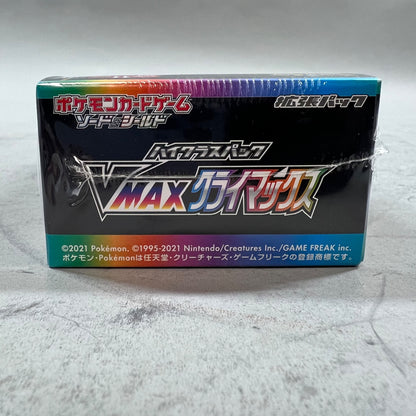 ポケモンカードゲーム
ソード&シールド
拡張パック
ハイクラスパック
VMAXクライマックス
©2021 Pokémon. ©1995-2021 Nintendo/Creatures Inc./GAME FREAK inc.
ポケモン・Pokémonは任天堂・クリーチャーズ・ゲームフリークの登録商標です。